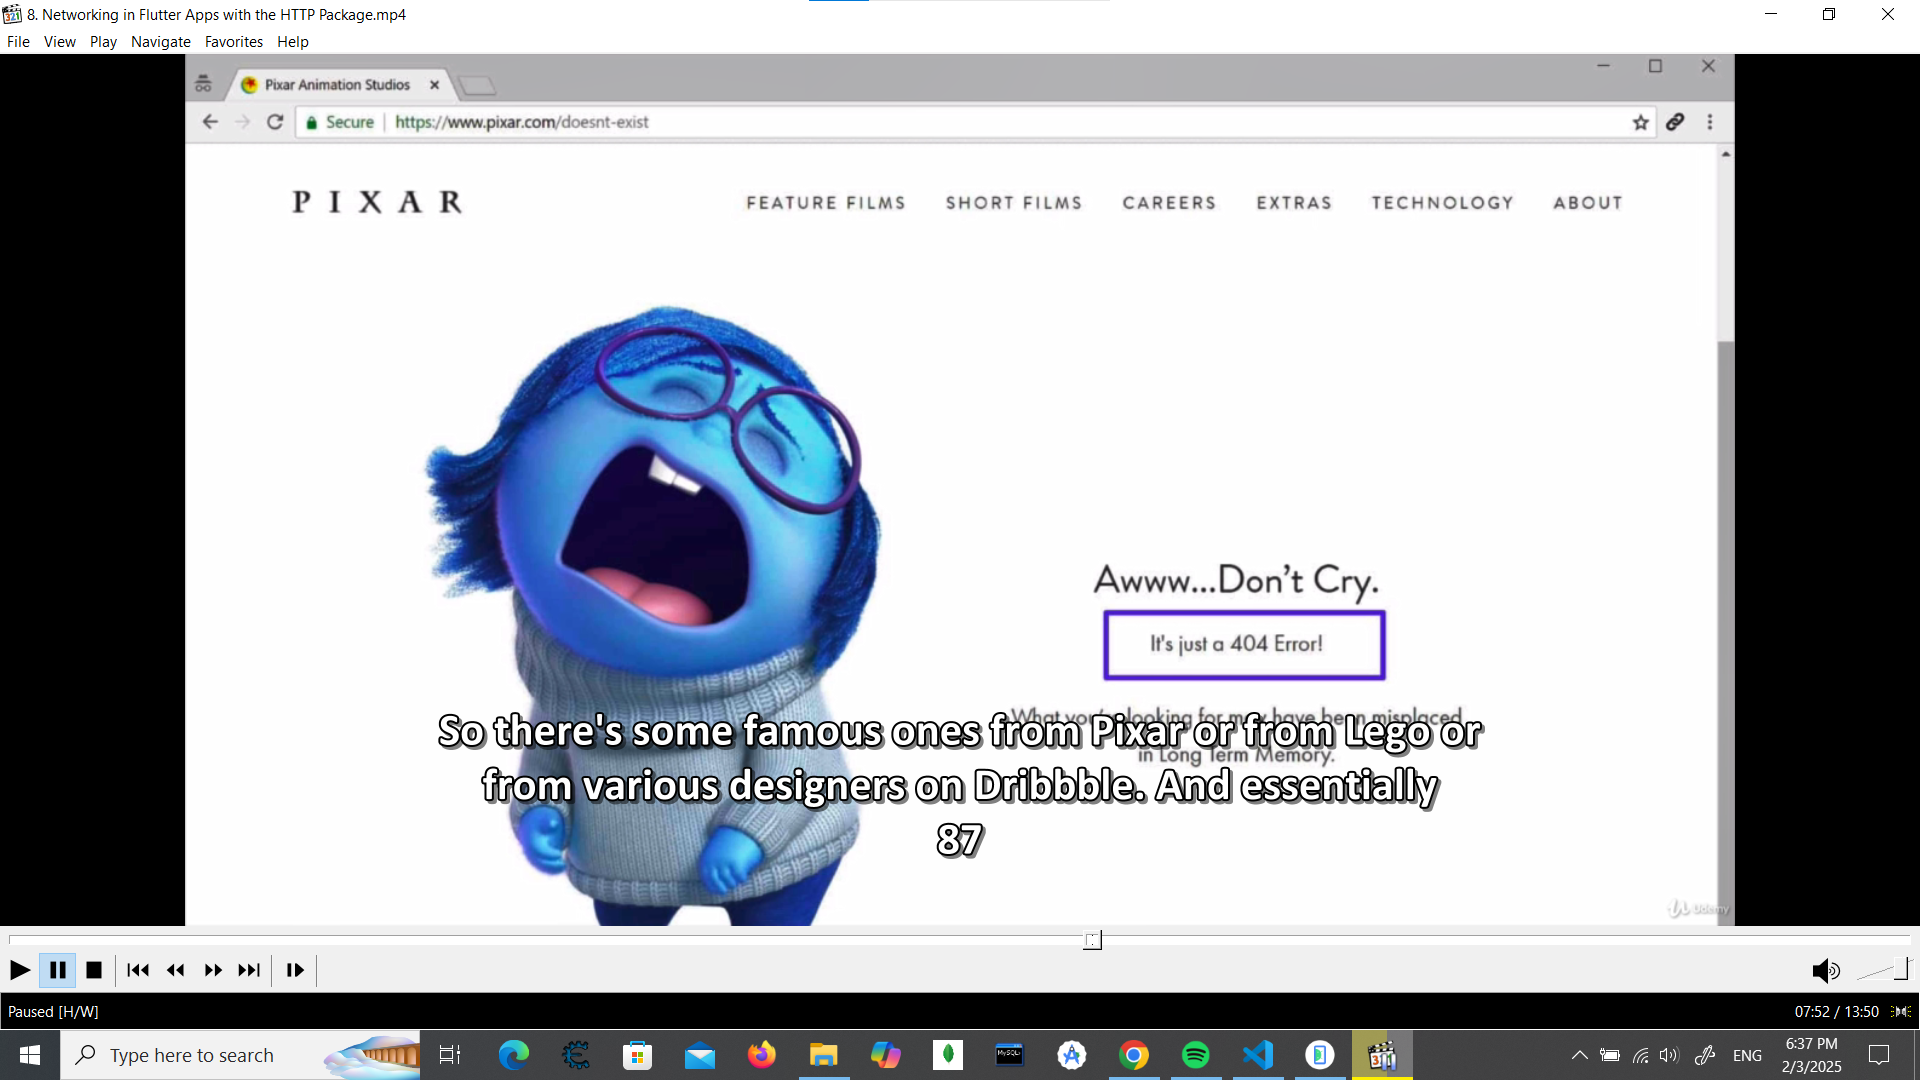 8. Networking in Flutter Apps with the HTTP Package.mp4
File View Play Navigate Favorites Help
Pixar Animation Studios
Secure https://www.pixar.com/doesnt-exist
PIXAR FEATURE FILMS SHORT FILMS CAREERS EXTRAS TECHNOLOGY ABOUT
Awww...Don't Cry.
It's just a 404 Error!
What you're looking for may have been misplaced
in Long Term Memory.
So there's some famous ones from Pixar or from Lego or
from various designers on Dribbble. And essentially
87
Udemy
Paused [H/W] 07:52 / 13:50
Type here to search ENG 6:37 PM
2/3/2025